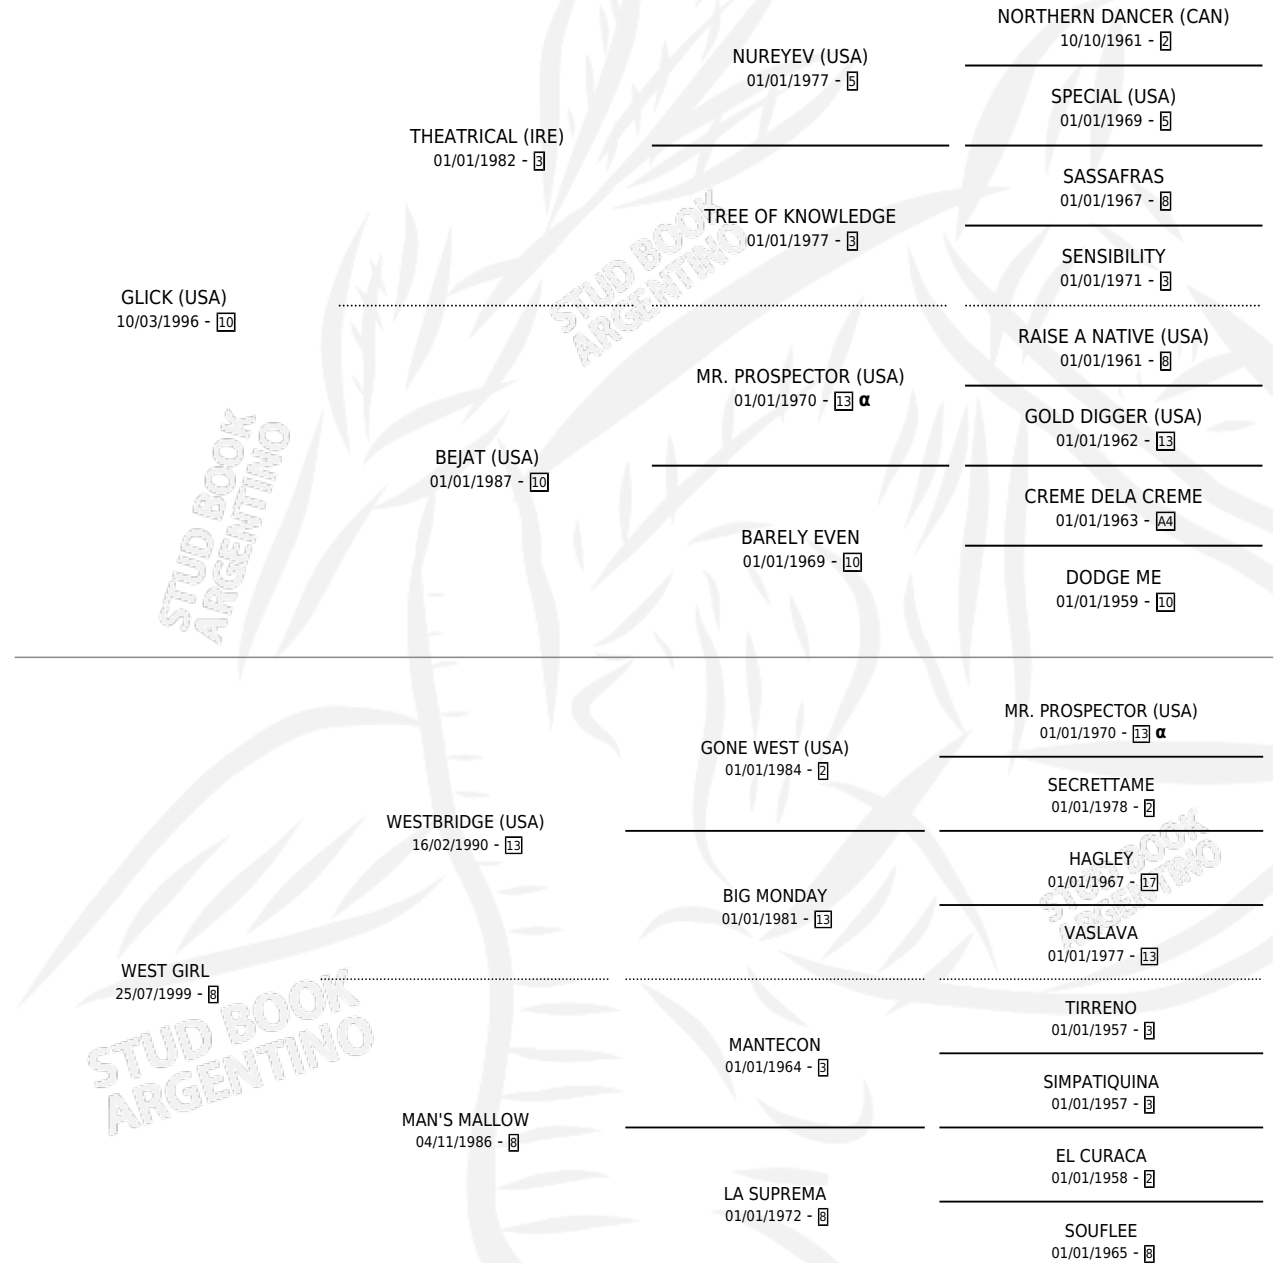 NORTHERN DANCER (CAN)
10/10/1961 - 2
NUREYEV (USA)
01/01/1977 - 5
SPECIAL (USA)
01/01/1969 - 5
THEATRICAL (IRE)
01/01/1982 - 3
SASSAFRAS
01/01/1967 - 8
TREE OF KNOWLEDGE
01/01/1977 - 3
SENSIBILITY
01/01/1971 - 3
GLICK (USA)
10/03/1996 - 10
RAISE A NATIVE (USA)
01/01/1961 - 8
MR. PROSPECTOR (USA)
01/01/1970 - 13 α
GOLD DIGGER (USA)
01/01/1962 - 13
BEJAT (USA)
01/01/1987 - 10
CREME DELA CREME
01/01/1963 - A4
BARELY EVEN
01/01/1969 - 10
DODGE ME
01/01/1959 - 10
MR. PROSPECTOR (USA)
01/01/1970 - 13 α
GONE WEST (USA)
01/01/1984 - 2
SECRETTAME
01/01/1978 - 2
WESTBRIDGE (USA)
16/02/1990 - 13
HAGLEY
01/01/1967 - 17
BIG MONDAY
01/01/1981 - 13
VASLAVA
01/01/1977 - 13
WEST GIRL
25/07/1999 - 8
TIRRENO
01/01/1957 - 3
MANTECON
01/01/1964 - 3
SIMPATIQUINA
01/01/1957 - 3
MAN'S MALLOW
04/11/1986 - 8
EL CURACA
01/01/1958 - 2
LA SUPREMA
01/01/1972 - 8
SOUFLEE
01/01/1965 - 8
STUD BOOK
ARGENTINO
STUD BOOK
ARGENTINO
STUD BOOK
ARGENTINO
STUD BOOK
ARGENTINO